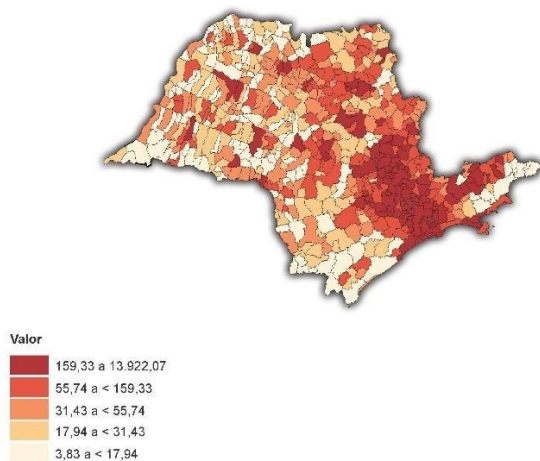 Valor
159,33 a 13.922,07
55,74 a < 159,33
31,43 a < 55,74
17,94 a < 31,43
3,83 a < 17,94